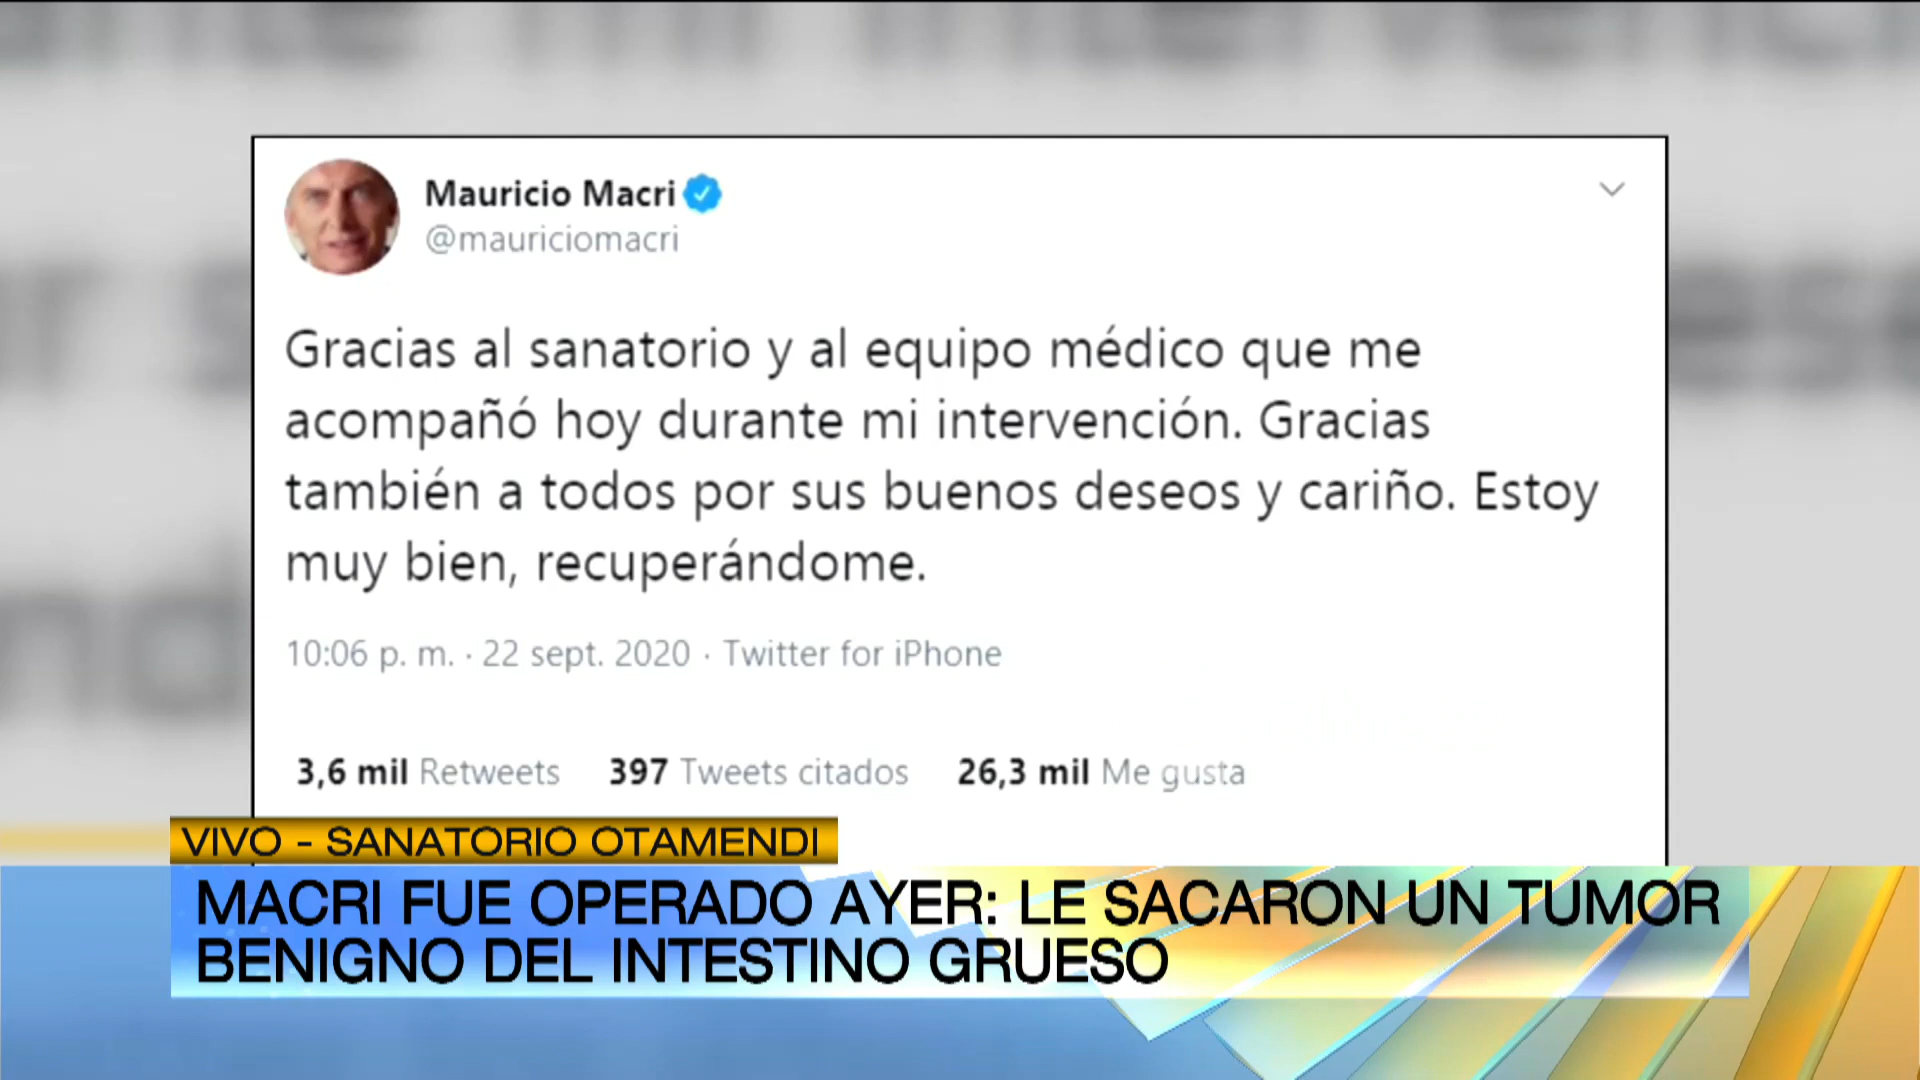 Mauricio Macri
@mauriciomacri
Gracias al sanatorio y al equipo médico que me
acompañó hoy durante mi intervención. Gracias
también a todos por sus buenos deseos y cariño. Estoy
muy bien, recuperándome.
10:06 p. m. · 22 sept. 2020 · Twitter for iPhone
3,6 mil Retweets 397 Tweets citados 26,3 mil Me gusta
VIVO - SANATORIO OTAMENDI
MACRI FUE OPERADO AYER: LE SACARON UN TUMOR
BENIGNO DEL INTESTINO GRUESO